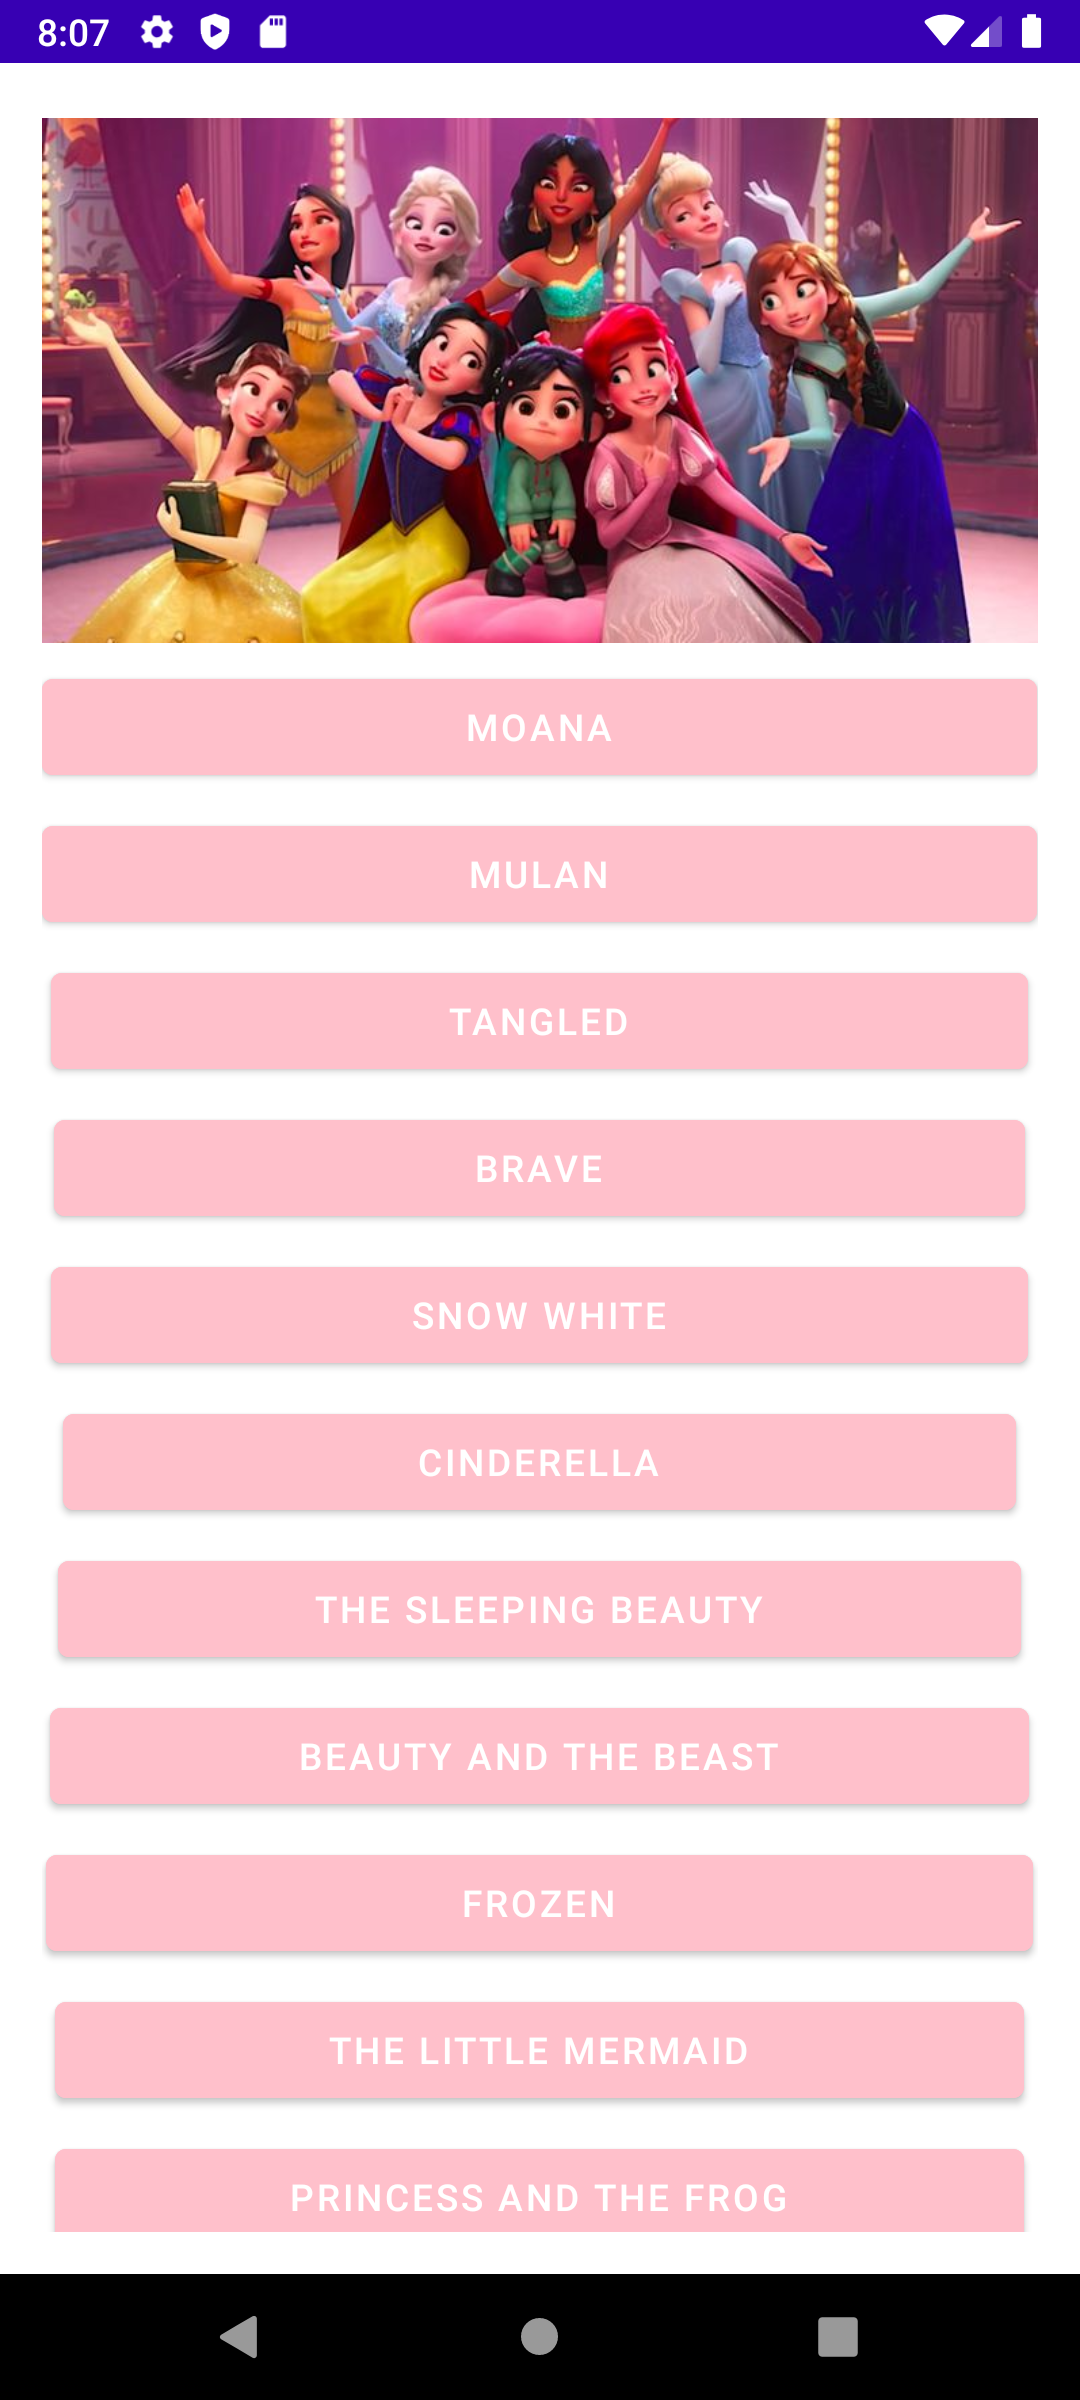 8:07
MOANA
MULAN
TANGLED
BRAVE
SNOW WHITE
CINDERELLA
THE SLEEPING BEAUTY
BEAUTY AND THE BEAST
FROZEN
THE LITTLE MERMAID
PRINCESS AND THE FROG